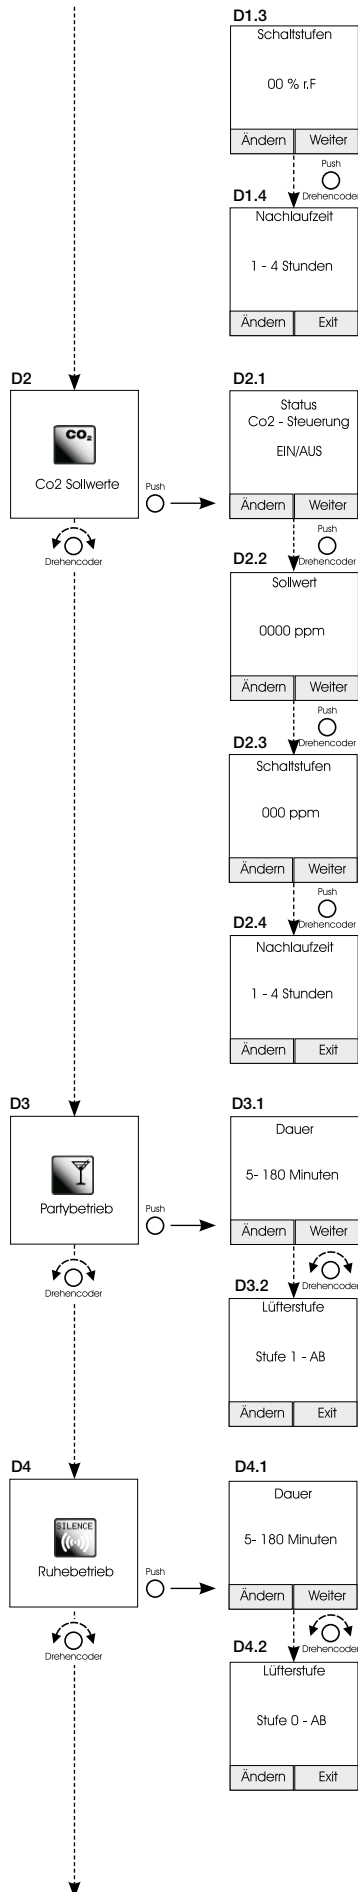 D1.3
Schaltstufen
00 % r.F
Ändern Weiter
Push
Drehencoder
D1.4
Nachlaufzeit
1 - 4 Stunden
Ändern Exit
D2
CO₂
Co2 Sollwerte
Push
Drehencoder
D2.1
Status
Co2 - Steuerung
EIN/AUS
Ändern Weiter
Push
Drehencoder
D2.2
Sollwert
0000 ppm
Ändern Weiter
Push
Drehencoder
D2.3
Schaltstufen
000 ppm
Ändern Weiter
Push
Drehencoder
D2.4
Nachlaufzeit
1 - 4 Stunden
Ändern Exit
D3
Partybetrieb
Push
Drehencoder
D3.1
Dauer
5- 180 Minuten
Ändern Weiter
Drehencoder
D3.2
Lüfterstufe
Stufe 1 - AB
Ändern Exit
D4
SILENCE
Ruhebetrieb
Push
Drehencoder
D4.1
Dauer
5- 180 Minuten
Ändern Weiter
Drehencoder
D4.2
Lüfterstufe
Stufe 0 - AB
Ändern Exit